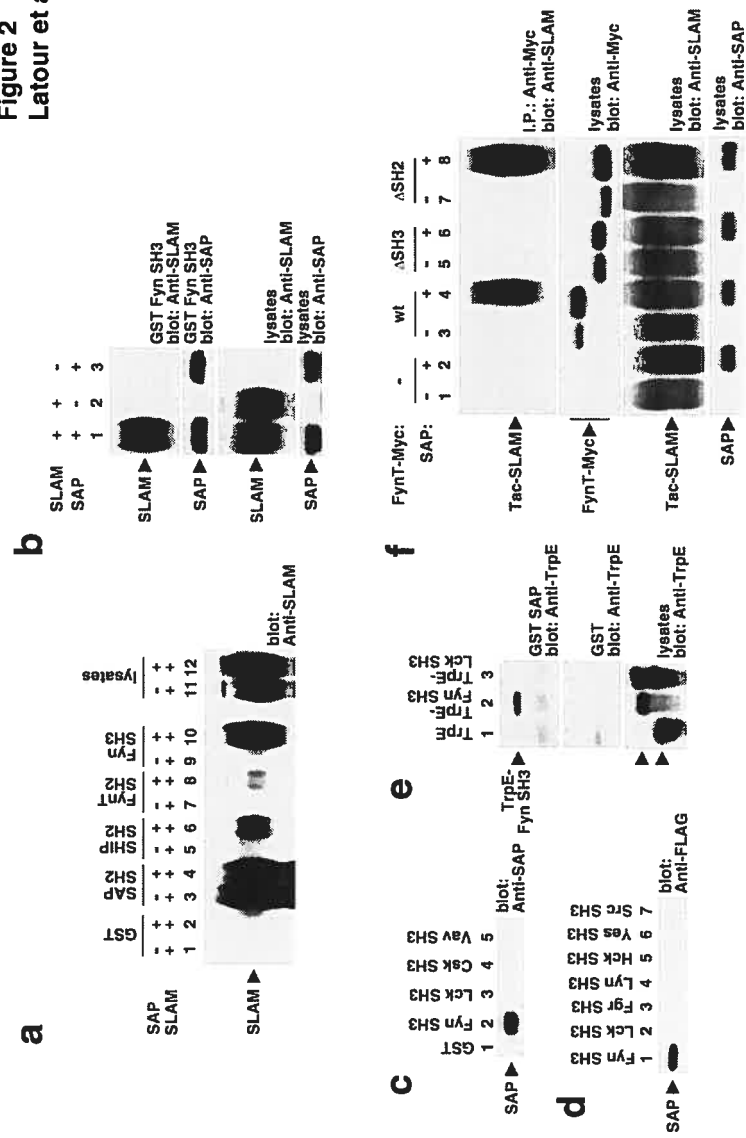 Figure 2
Latour et a
a
GST
SAP SH2
SHIP SH2
FynT SH2
Fyn SH3
lysates
SAP - + - + - + - + - + - +
SLAM + + + + + + + + + + + +
1 2 3 4 5 6 7 8 9 10 11 12
SLAM
blot:
Anti-SLAM
b
SLAM + + -
SAP + - +
1 2 3
SLAM
GST Fyn SH3
blot: Anti-SLAM
SAP
GST Fyn SH3
blot: Anti-SAP
SLAM
lysates
blot: Anti-SLAM
SAP
lysates
blot: Anti-SAP
c
GST
Fyn SH3
Lck SH3
Csk SH3
Vav SH3
1 2 3 4 5
SAP
blot:
Anti-SAP
d
Fyn SH3
Lck SH3
Fgr SH3
Lyn SH3
Hck SH3
Yes SH3
Src SH3
1 2 3 4 5 6 7
SAP
blot:
Anti-FLAG
e
TrpE
TrpE-
Fyn SH3
TrpE-
Lck SH3
1 2 3
TrpE-
Fyn SH3
GST SAP
blot: Anti-TrpE
GST
blot: Anti-TrpE
lysates
blot: Anti-TrpE
f
FynT-Myc: - wt ΔSH3 ΔSH2
SAP: - + - + - + - +
1 2 3 4 5 6 7 8
Tac-SLAM
I.P.: Anti-Myc
blot: Anti-SLAM
FynT-Myc
lysates
blot: Anti-Myc
Tac-SLAM
lysates
blot: Anti-SLAM
SAP
lysates
blot: Anti-SAP